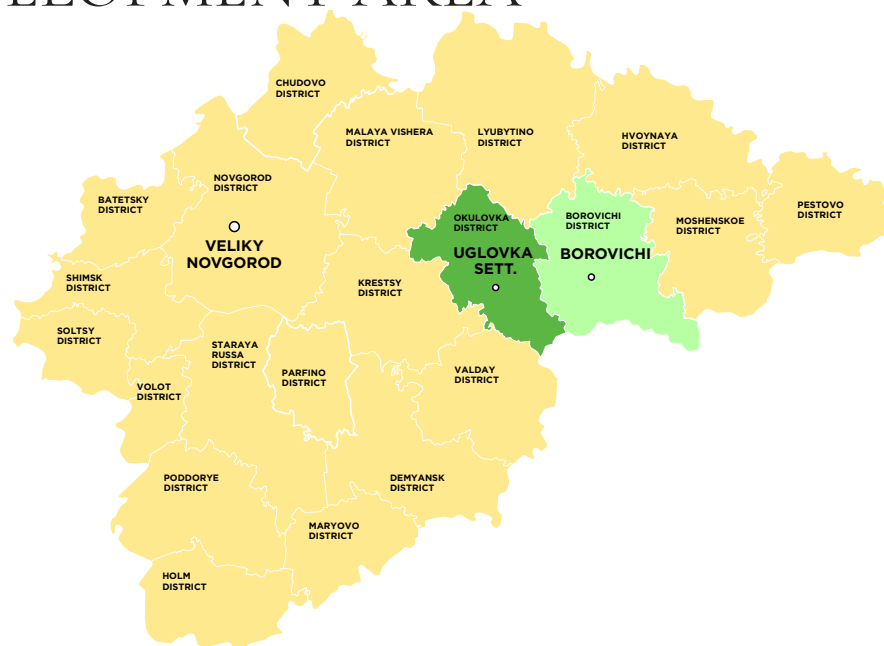 CHUDOVO
DISTRICT
MALAYA VISHERA
DISTRICT
LYUBYTINO
DISTRICT
HVOYNAYA
DISTRICT
NOVGOROD
DISTRICT
BATETSKY
DISTRICT
PESTOVO
DISTRICT
OKULOVKA
DISTRICT
BOROVICHI
DISTRICT
MOSHENSKOE
DISTRICT
VELIKY
NOVGOROD
UGLOVKA
SETT.
BOROVICHI
SHIMSK
DISTRICT
KRESTSY
DISTRICT
SOLTSY
DISTRICT
STARAYA
RUSSA
DISTRICT
PARFINO
DISTRICT
VALDAY
DISTRICT
VOLOT
DISTRICT
PODDORYE
DISTRICT
DEMYANSK
DISTRICT
MARYOVO
DISTRICT
HOLM
DISTRICT